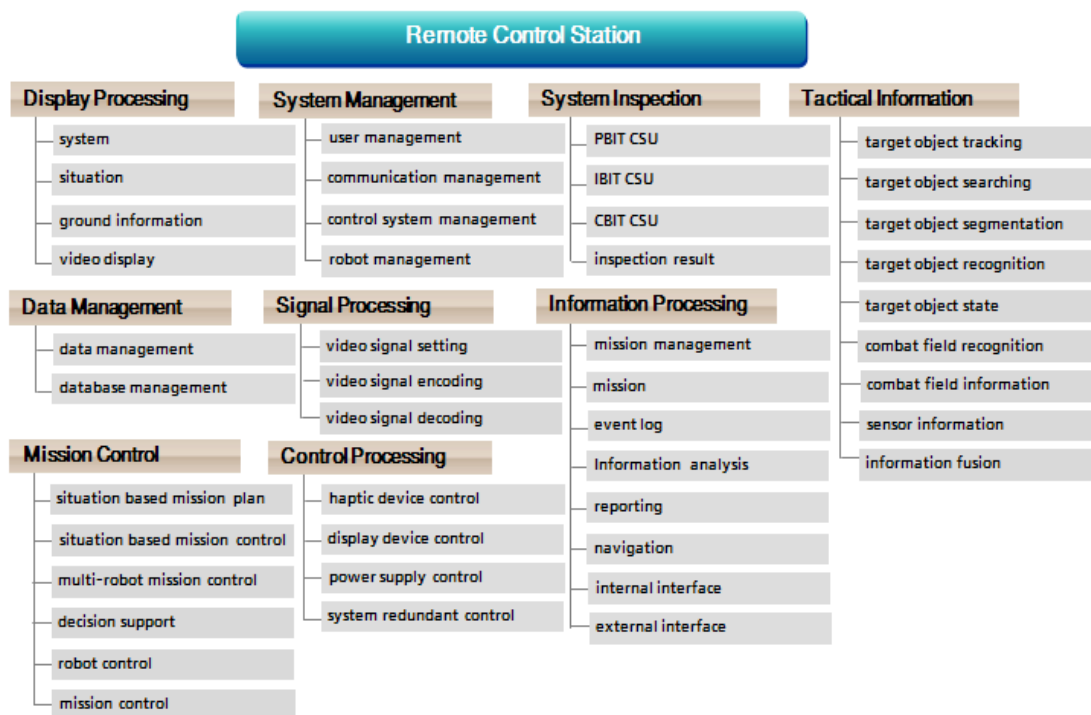 Remote Control Station
Display Processing
system
situation
ground information
video display
System Management
user management
communication management
control system management
robot management
System Inspection
PBIT CSU
IBIT CSU
CBIT CSU
inspection result
Tactical Information
target object tracking
target object searching
target object segmentation
target object recognition
target object state
combat field recognition
combat field information
sensor information
information fusion
Data Management
data management
database management
Signal Processing
video signal setting
video signal encoding
video signal decoding
Information Processing
mission management
mission
event log
Information analysis
reporting
navigation
internal interface
external interface
Mission Control
situation based mission plan
situation based mission control
multi-robot mission control
decision support
robot control
mission control
Control Processing
haptic device control
display device control
power supply control
system redundant control